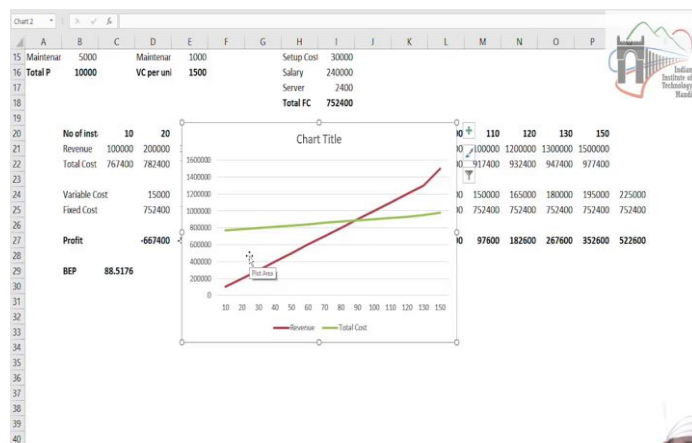 Chart 2
fx
A B C D E F G H I J K L M N O P
15 Maintenar 5000 Maintenar 1000 Setup Cost 30000
16 Total P 10000 VC per uni 1500 Salary 240000
17 Server 2400
18 Total FC 752400
19
20 No of inst 10 20 110 120 130 150
21 Revenue 100000 200000 1200000 1300000 1500000
22 Total Cost 767400 782400 917400 932400 947400 977400
23
24 Variable Cost 15000 150000 165000 180000 195000 225000
25 Fixed Cost 752400 752400 752400 752400 752400 752400
26
27 Profit -667400 97600 182600 267600 352600 522600
28
29 BEP 88.5176
30
31
32
33
34
35
36
37
38
39
40
Chart Title
1600000
1400000
1200000
1000000
800000
600000
400000
200000
0
10 20 30 40 50 60 70 80 90 100 110 120 130 150
Plot Area
Revenue Total Cost
Indian
Institute of
Technology
Mandi